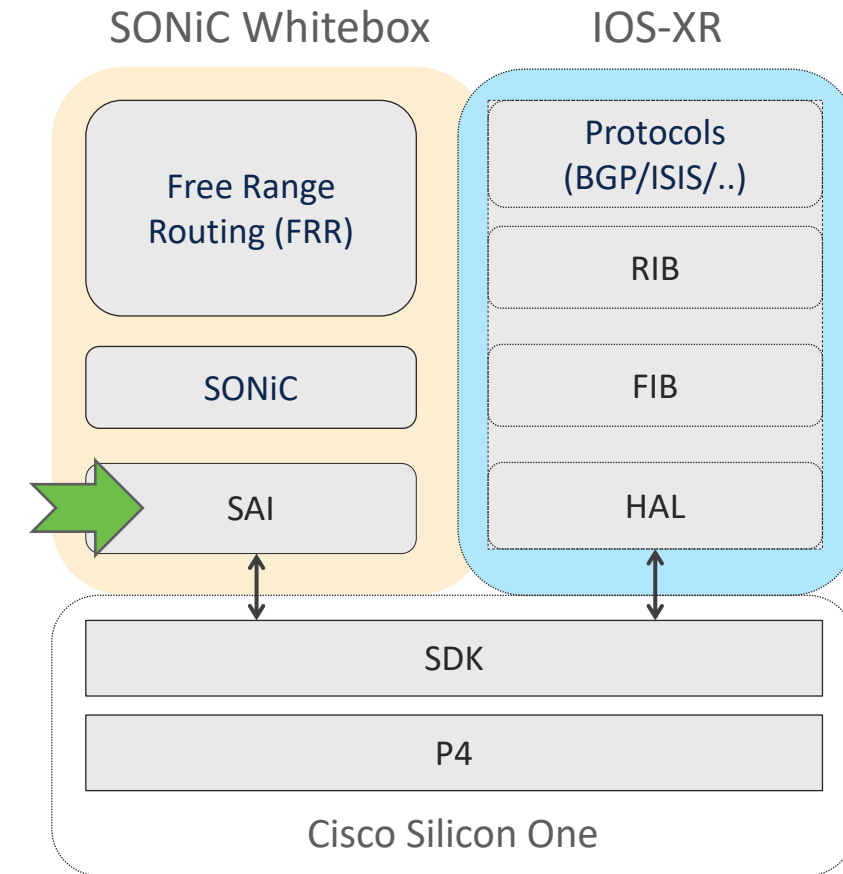 SONiC Whitebox
IOS-XR
Free Range
Routing (FRR)
SONiC
SAI
Protocols
(BGP/ISIS/..)
RIB
FIB
HAL
SDK
P4
Cisco Silicon One